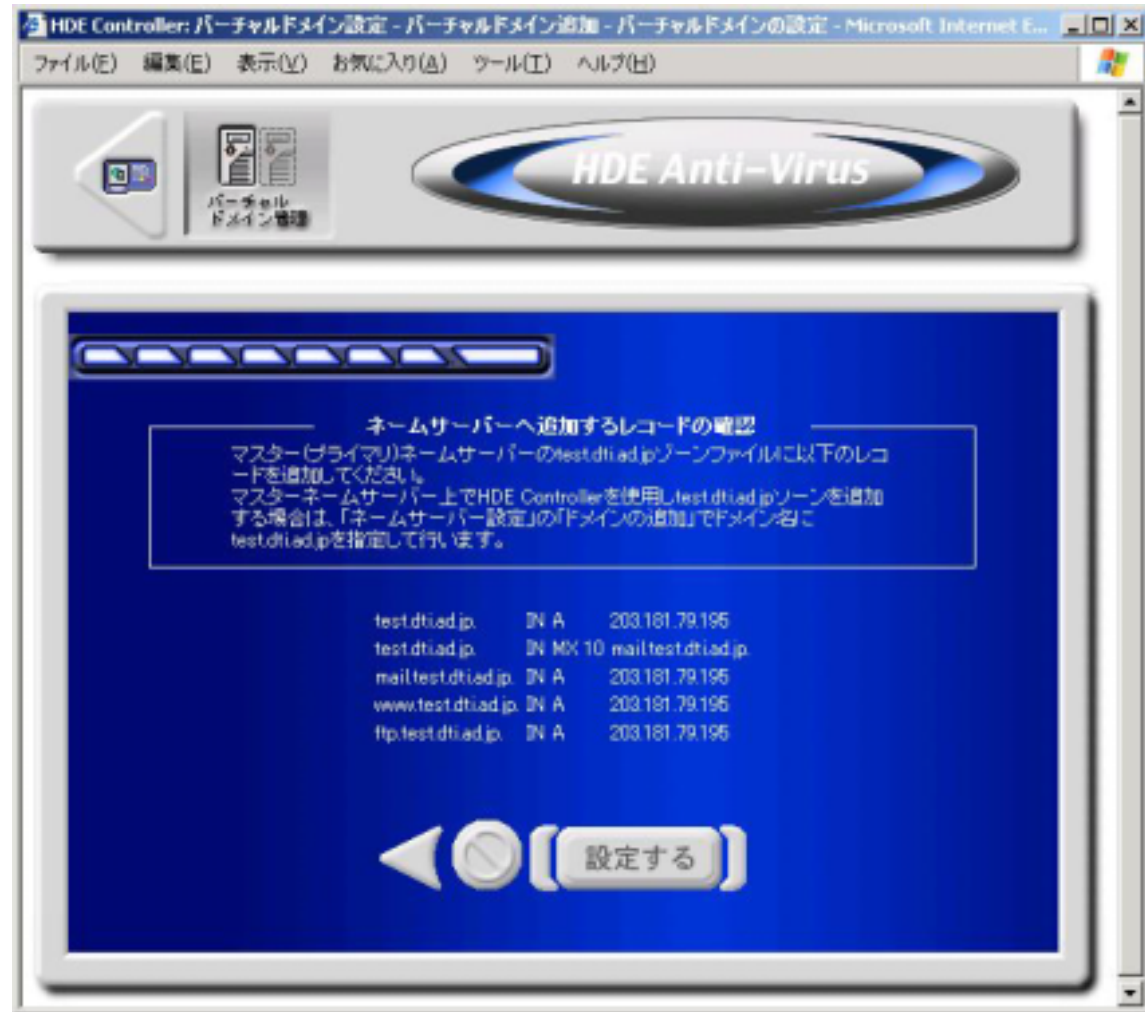 HDE Controller: バーチャルドメイン設定 - バーチャルドメイン追加 - バーチャルドメインの設定 - Microsoft Internet E...
ファイル(F) 編集(E) 表示(V) お気に入り(A) ツール(T) ヘルプ(H)
バーチャル
ドメイン管理
HDE Anti-Virus
ネームサーバーへ追加するレコードの確認
マスター(プライマリ)ネームサーバーのtest.dti.ad.jpゾーンファイルに以下のレコ
ードを追加してください。
マスターネームサーバー上でHDE Controllerを使用しtest.dti.ad.jpゾーンを追加
する場合は、「ネームサーバー設定」の「ドメインの追加」でドメイン名に
test.dti.ad.jpを指定して行います。
test.dti.ad.jp. IN A 203.181.79.195
test.dti.ad.jp. IN MX 10 mail.test.dti.ad.jp.
mail.test.dti.ad.jp. IN A 203.181.79.195
www.test.dti.ad.jp. IN A 203.181.79.195
ftp.test.dti.ad.jp. IN A 203.181.79.195
設定する